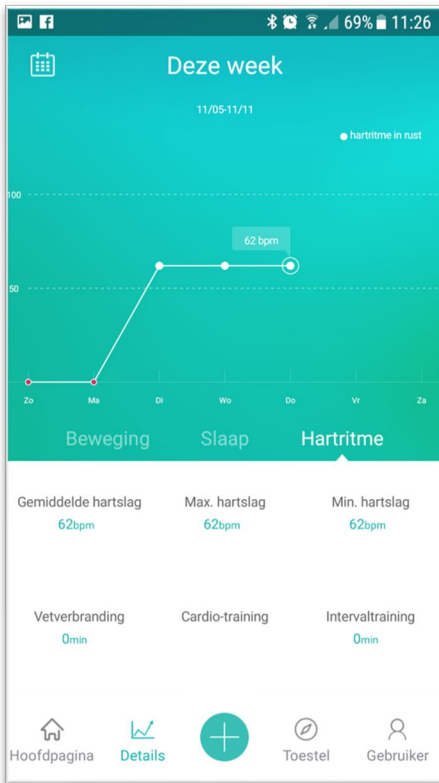 69% 11:26
Deze week
11/05-11/11
hartritme in rust
100
62 bpm
50
Zo Ma Di Wo Do Vr Za
Beweging Slaap Hartritme
Gemiddelde hartslag Max. hartslag Min. hartslag
62bpm 62bpm 62bpm
Vetverbranding Cardio-training Intervaltraining
0min 0min
Hoofdpagina Details Toestel Gebruiker